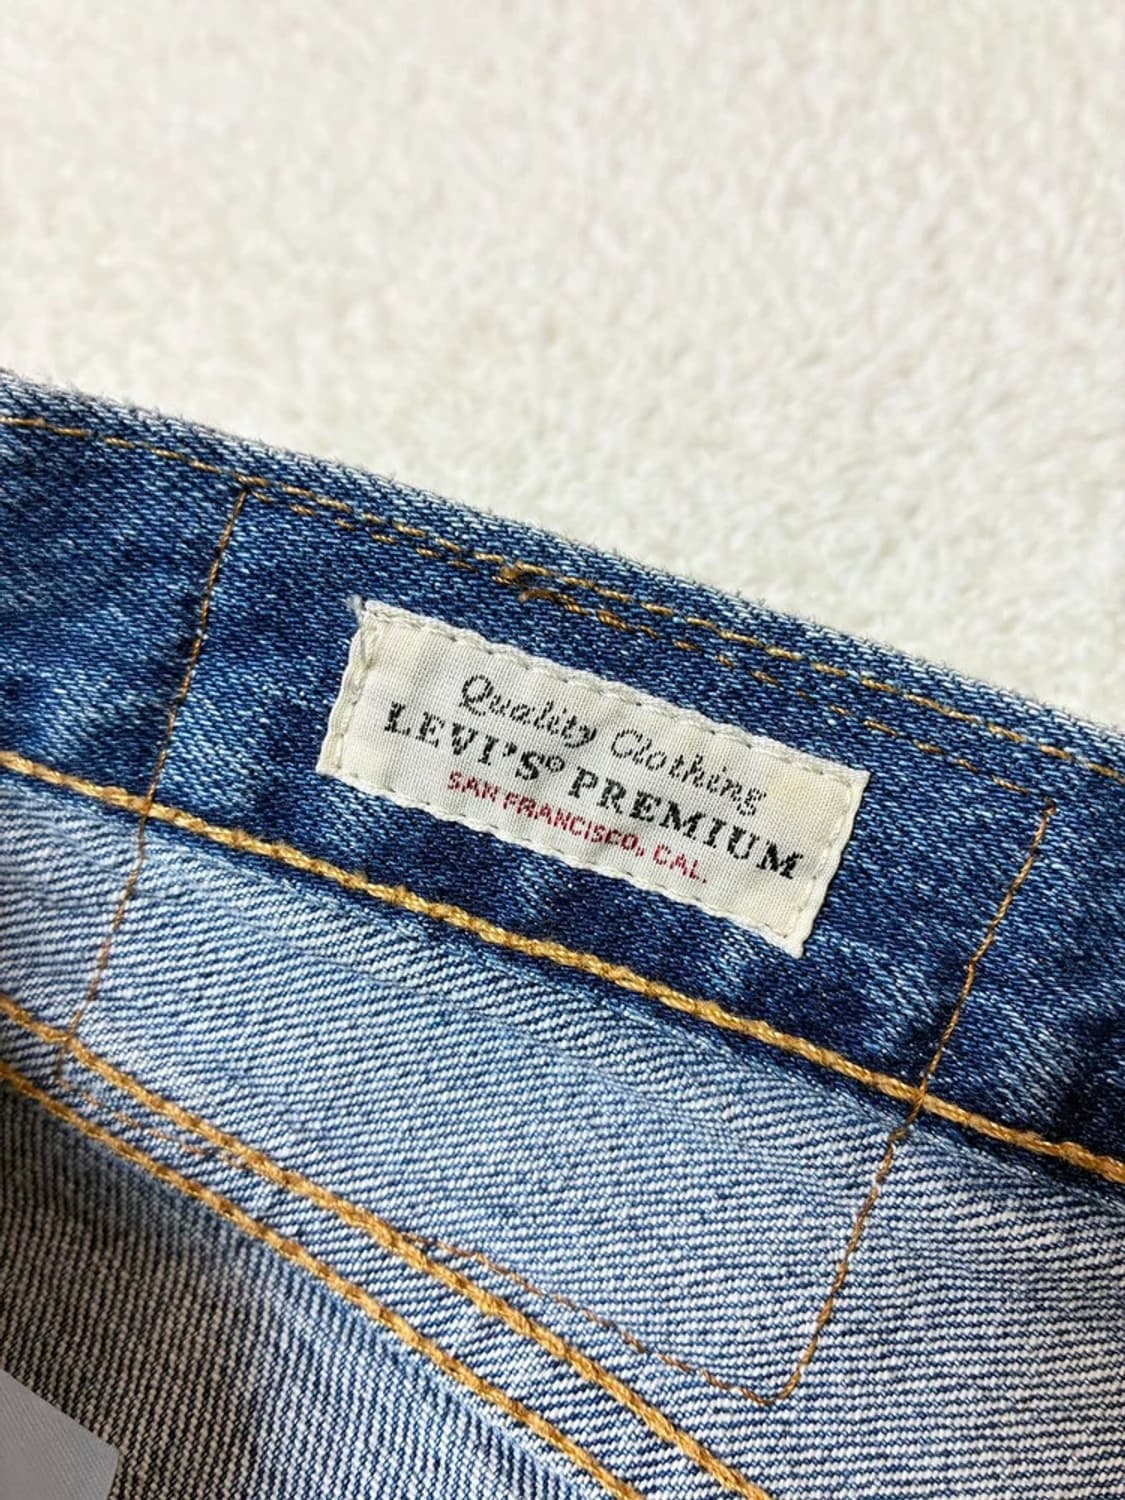 Quality Clothing
LEVI'S® PREMIUM
SAN FRANCISCO, CAL.